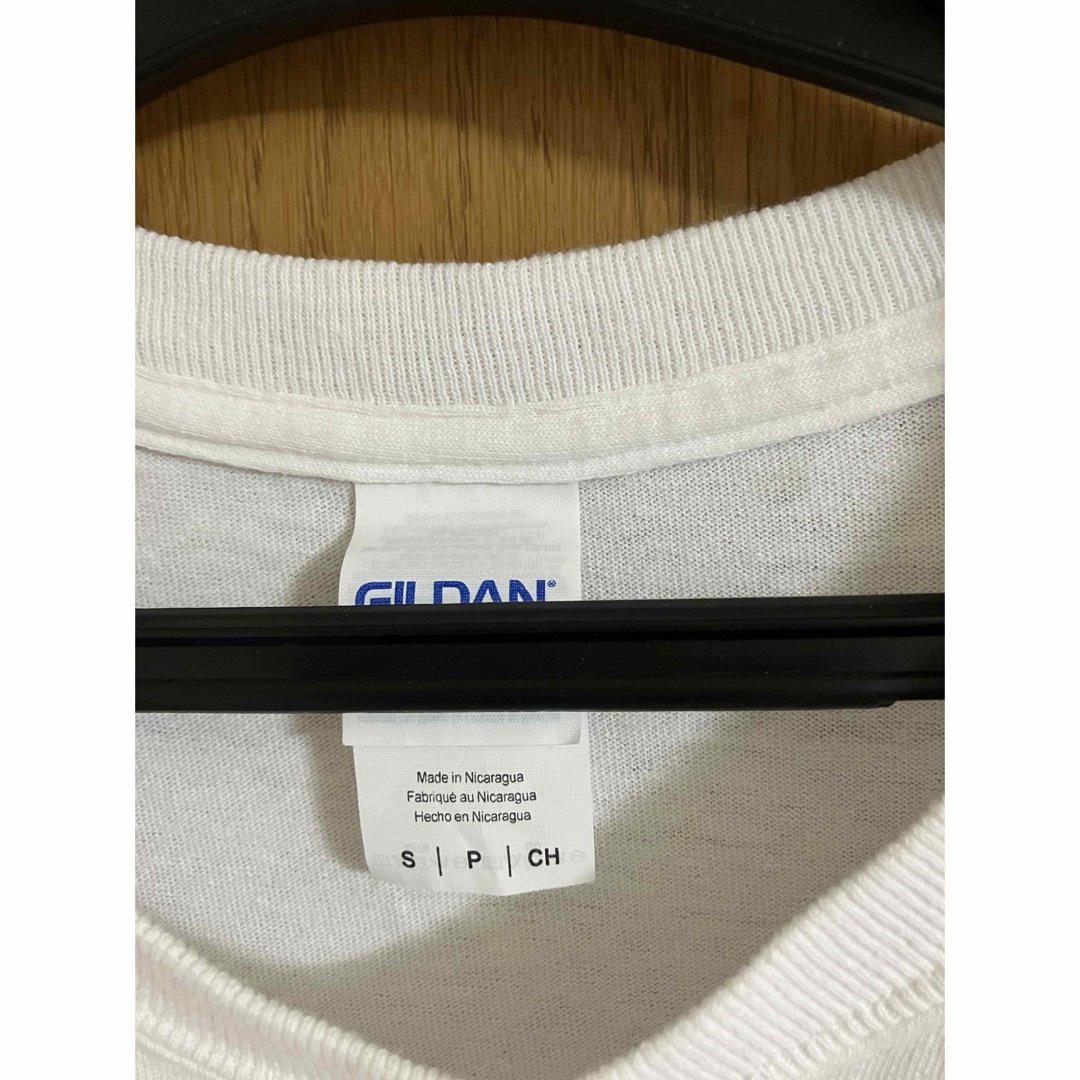 GILDAN®
Made in Nicaragua
Fabriqué au Nicaragua
Hecho en Nicaragua
S | P | CH